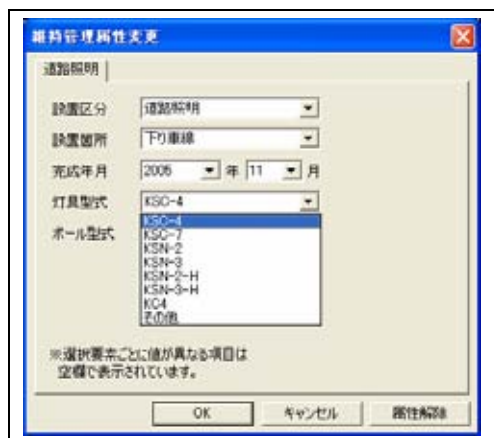 維持管理属性変更
道路照明
設置区分 道路照明
設置箇所 下り車線
完成年月 2005 年 11 月
灯具型式 KSC-4
ポール型式
KSC-4
KSC-7
KSN-2
KSN-3
KSN-2-H
KSN-3-H
KC4
その他
※選択要素ごとに値が異なる項目は
空欄で表示されています。
OK キャンセル 属性解除